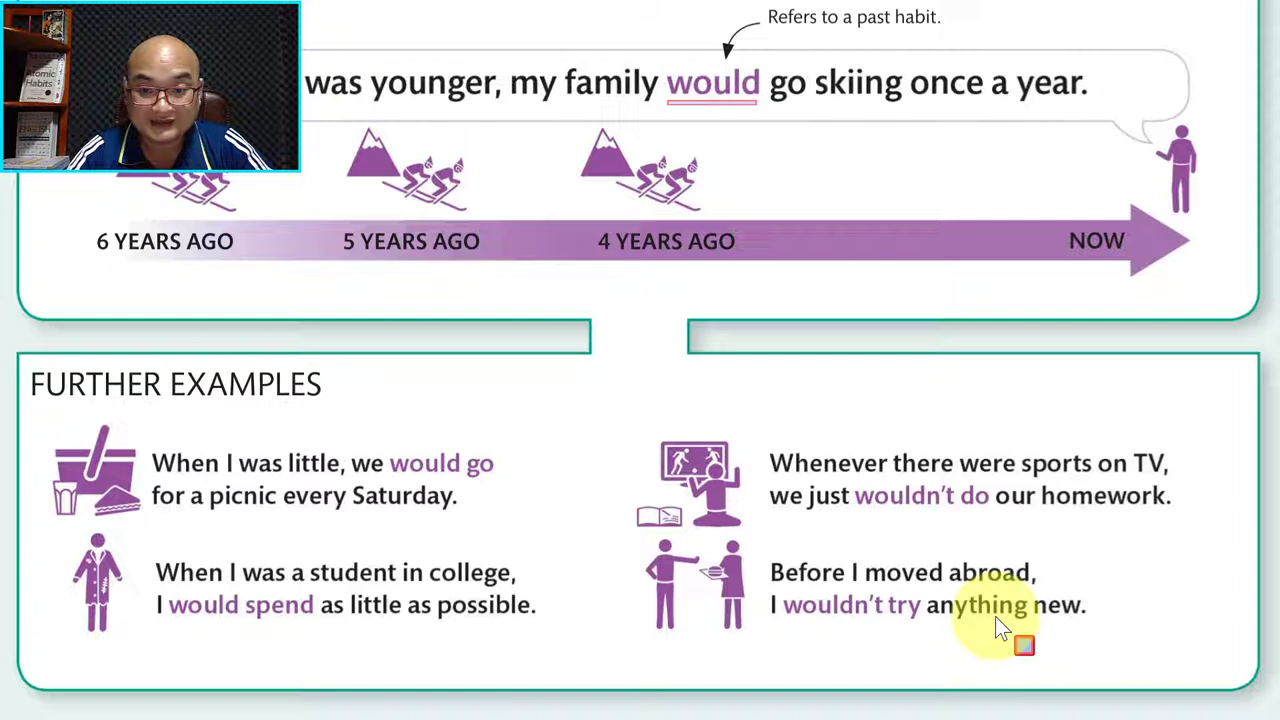 Refers to a past habit.
was younger, my family would go skiing once a year.
Atomic
Habits
ENGLISH
6 YEARS AGO
5 YEARS AGO
4 YEARS AGO
NOW
FURTHER EXAMPLES
When I was little, we would go
for a picnic every Saturday.
Whenever there were sports on TV,
we just wouldn't do our homework.
When I was a student in college,
I would spend as little as possible.
Before I moved abroad,
I wouldn't try anything new.